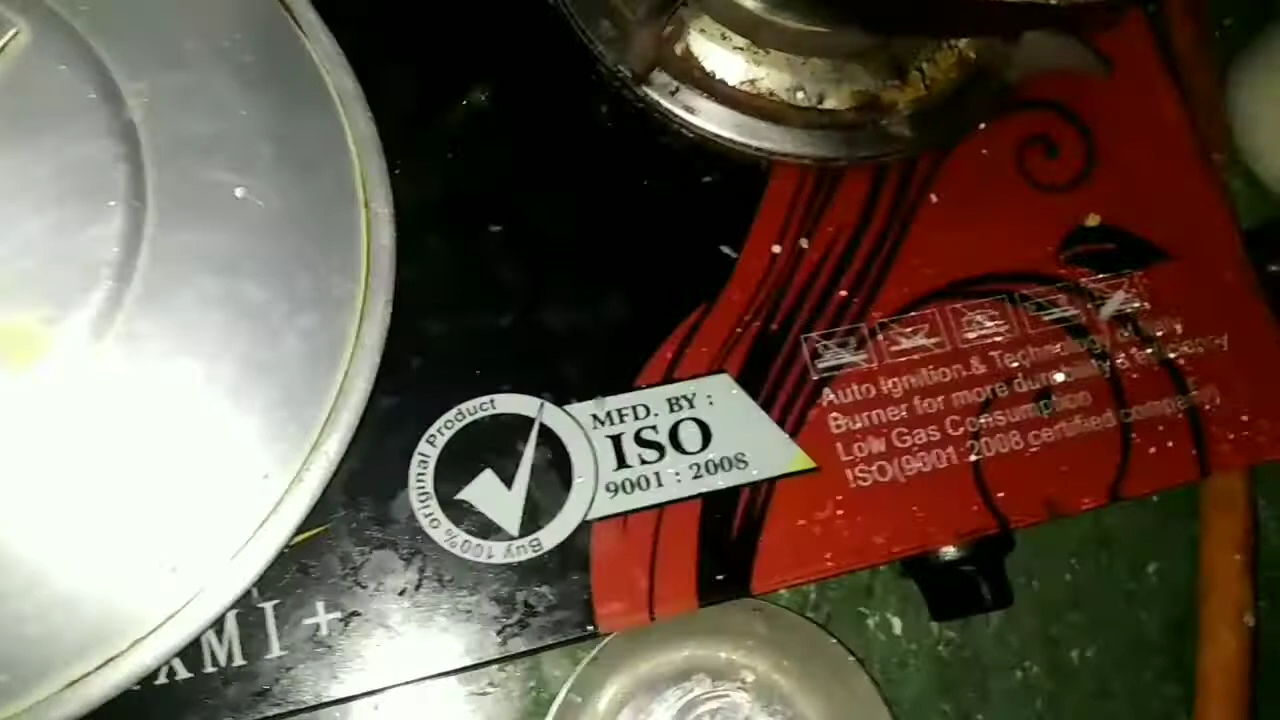 Buy 100% original Product
MFD. BY :
ISO
9001 : 2008
Auto Ignition & Technology
Burner for more durability & efficiency
Low Gas Consumption
ISO(9001:2008 certified company)
XMI+